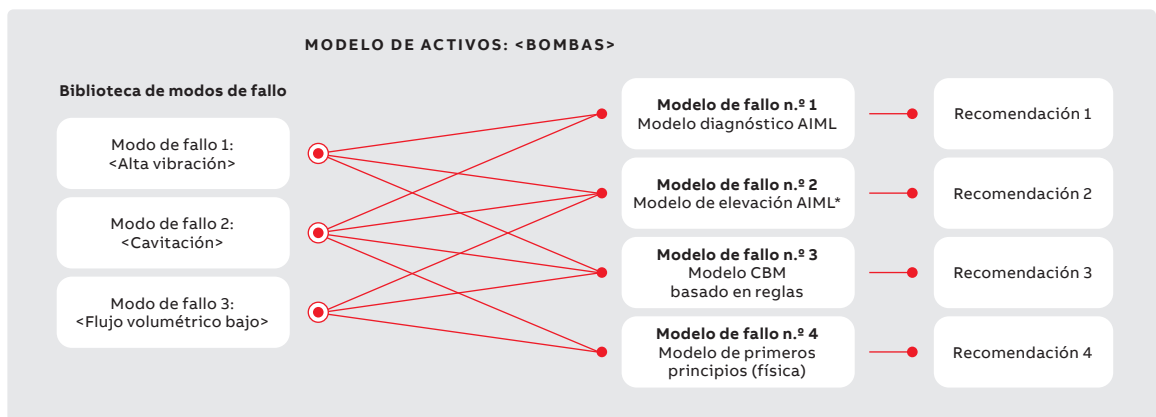 MODELO DE ACTIVOS: <BOMBAS>
Biblioteca de modos de fallo
Modo de fallo 1:
<Alta vibración>
Modo de fallo 2:
<Cavitación>
Modo de fallo 3:
<Flujo volumétrico bajo>
Modelo de fallo n.º 1
Modelo diagnóstico AIML
Modelo de fallo n.º 2
Modelo de elevación AIML*
Modelo de fallo n.º 3
Modelo CBM
basado en reglas
Modelo de fallo n.º 4
Modelo de primeros
principios (física)
Recomendación 1
Recomendación 2
Recomendación 3
Recomendación 4